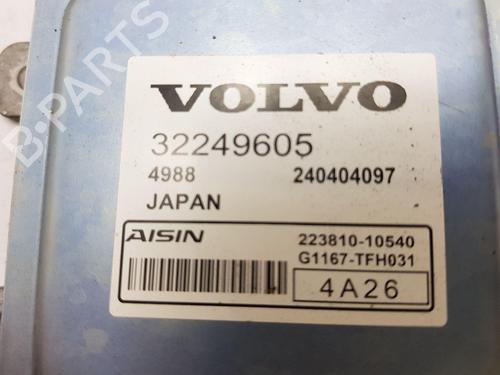 VOLVO
32249605
4988 240404097
JAPAN
AISIN 223810-10540
G1167-TFH031
4A26
B-PARTS